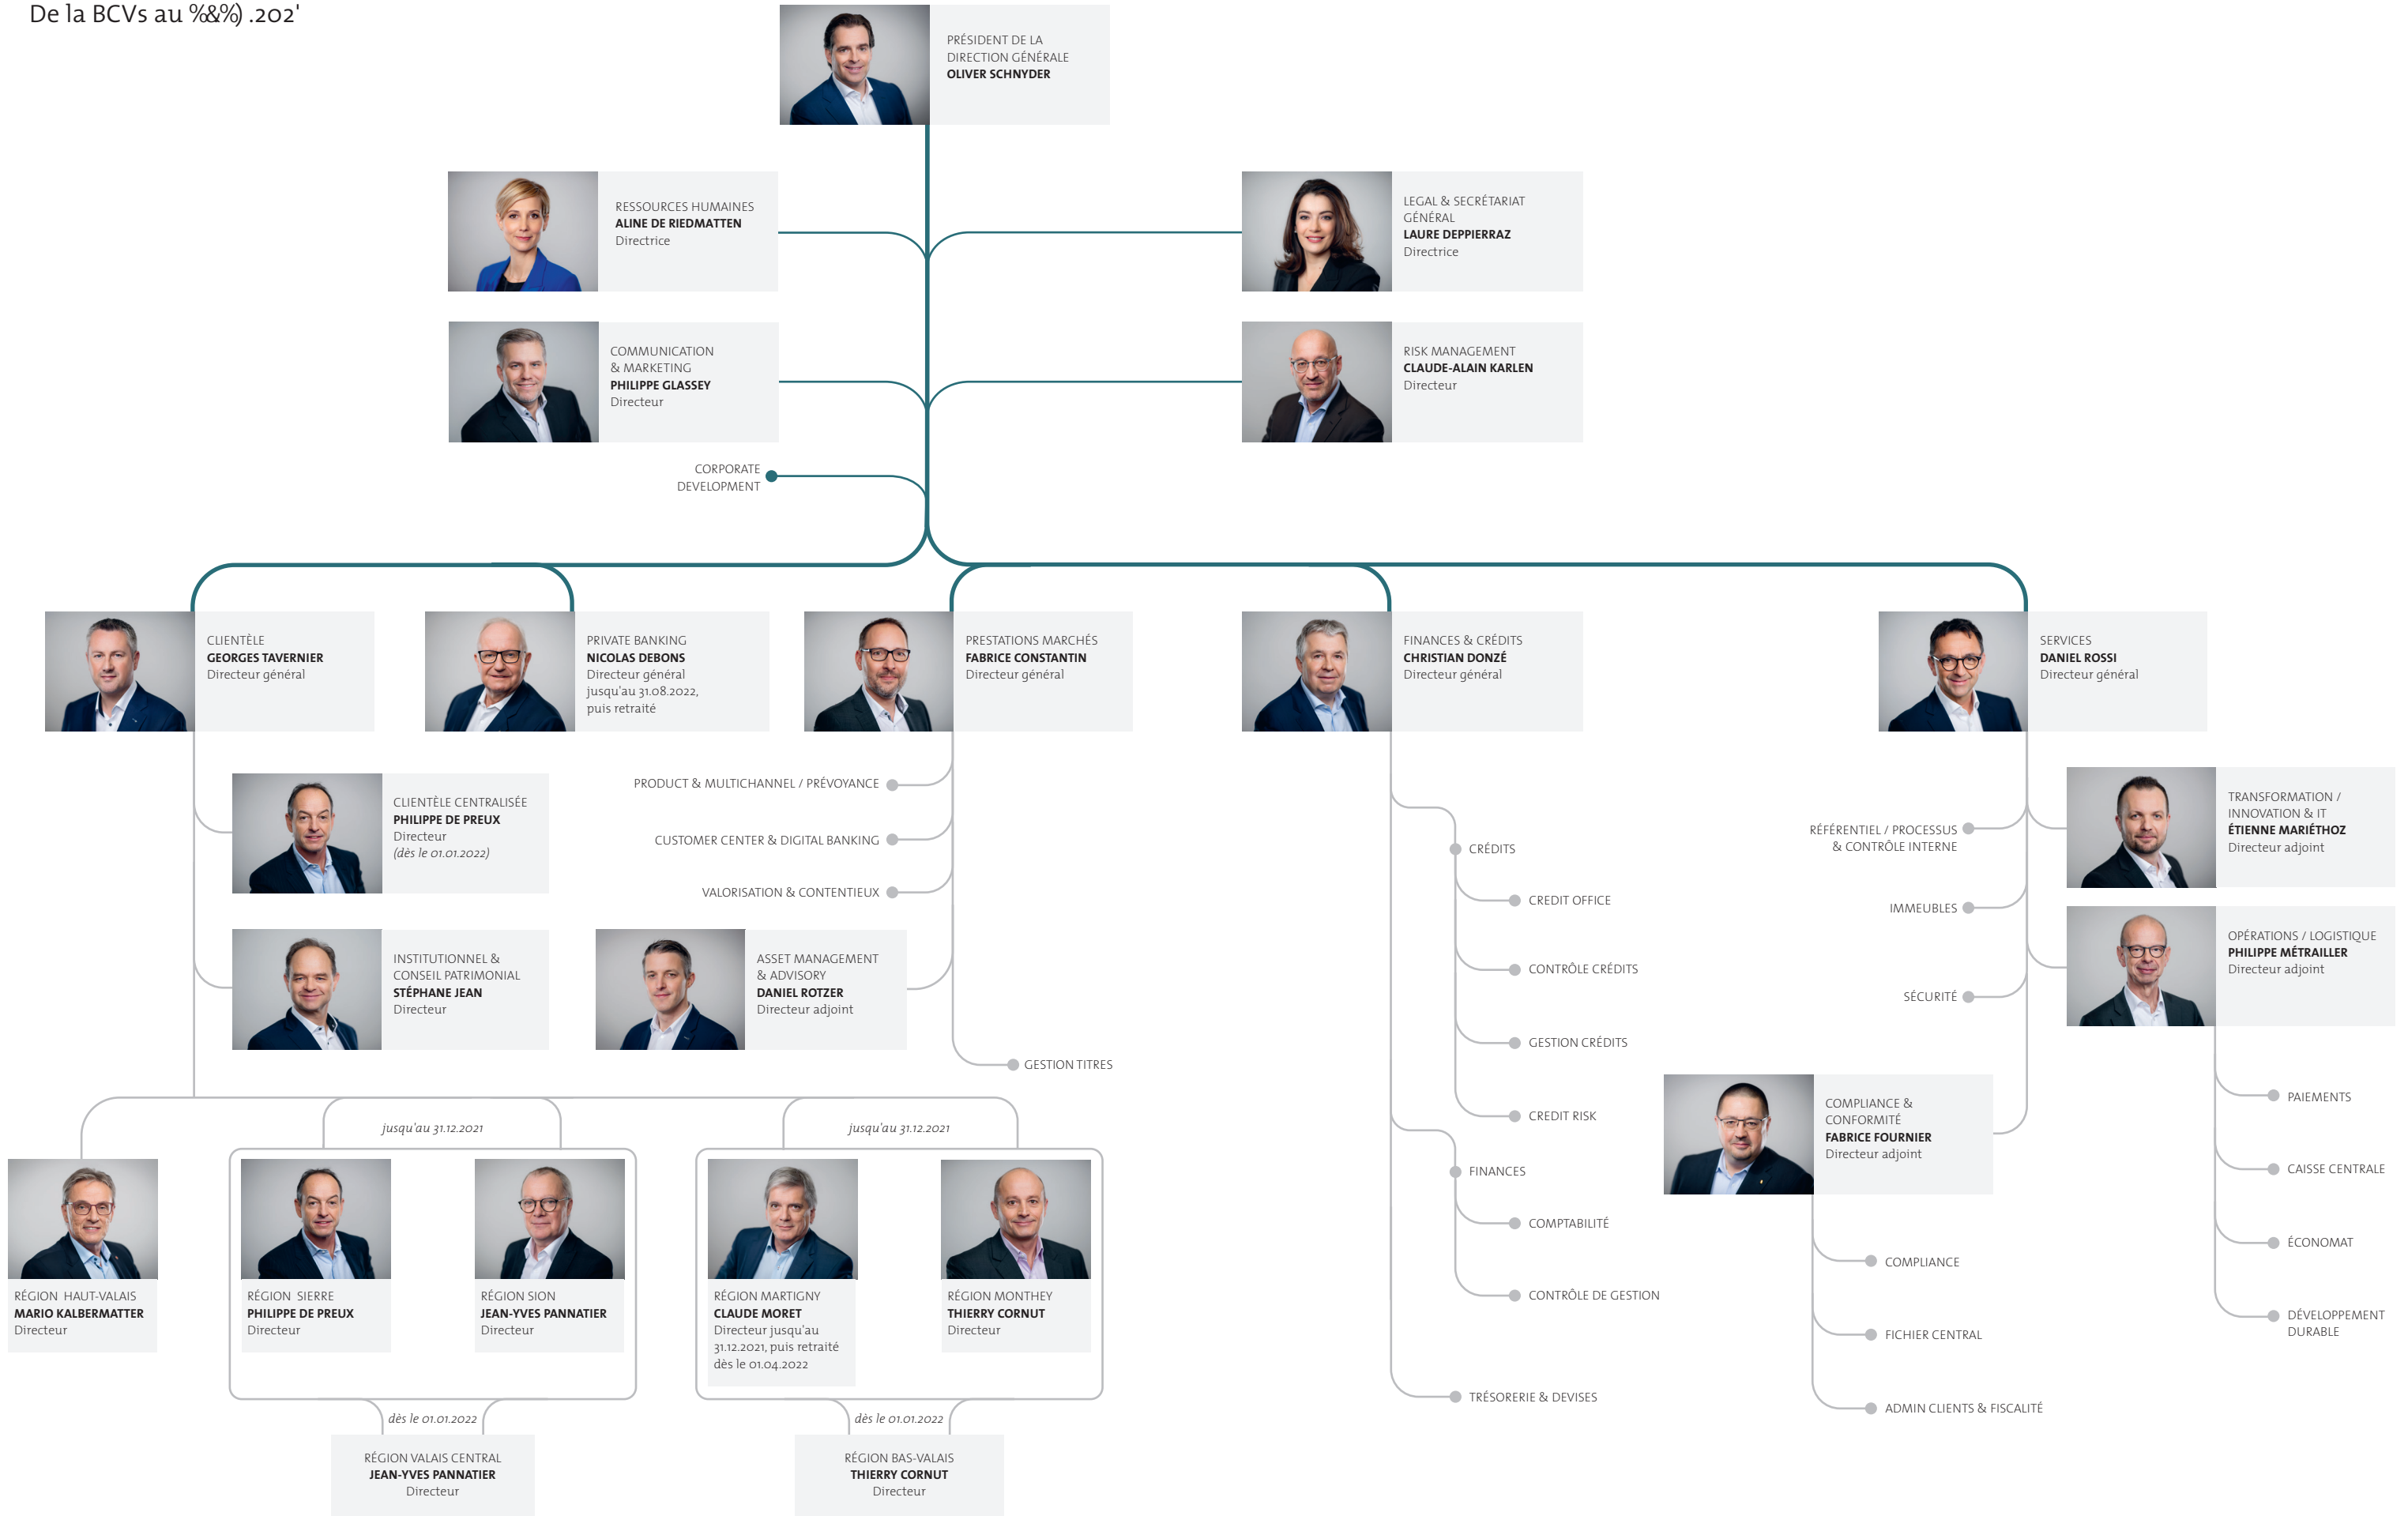 De la BCVs au %&%) .202'
PRÉSIDENT DE LA
DIRECTION GÉNÉRALE
OLIVER SCHNYDER
RESSOURCES HUMAINES
ALINE DE RIEDMATTEN
Directrice
LEGAL & SECRÉTARIAT
GÉNÉRAL
LAURE DEPPIERRAZ
Directrice
COMMUNICATION
& MARKETING
PHILIPPE GLASSEY
Directeur
RISK MANAGEMENT
CLAUDE-ALAIN KARLEN
Directeur
CORPORATE
DEVELOPMENT
CLIENTÈLE
GEORGES TAVERNIER
Directeur général
PRIVATE BANKING
NICOLAS DEBONS
Directeur général
jusqu'au 31.08.2022,
puis retraité
PRESTATIONS MARCHÉS
FABRICE CONSTANTIN
Directeur général
FINANCES & CRÉDITS
CHRISTIAN DONZÉ
Directeur général
SERVICES
DANIEL ROSSI
Directeur général
CLIENTÈLE CENTRALISÉE
PHILIPPE DE PREUX
Directeur
(dès le 01.01.2022)
INSTITUTIONNEL &
CONSEIL PATRIMONIAL
STÉPHANE JEAN
Directeur
PRODUCT & MULTICHANNEL / PRÉVOYANCE
CUSTOMER CENTER & DIGITAL BANKING
VALORISATION & CONTENTIEUX
ASSET MANAGEMENT
& ADVISORY
DANIEL ROTZER
Directeur adjoint
GESTION TITRES
CRÉDITS
CREDIT OFFICE
CONTRÔLE CRÉDITS
GESTION CRÉDITS
CREDIT RISK
FINANCES
COMPTABILITÉ
CONTRÔLE DE GESTION
TRÉSORERIE & DEVISES
RÉFÉRENTIEL / PROCESSUS
& CONTRÔLE INTERNE
IMMEUBLES
SÉCURITÉ
TRANSFORMATION /
INNOVATION & IT
ÉTIENNE MARIÉTHOZ
Directeur adjoint
OPÉRATIONS / LOGISTIQUE
PHILIPPE MÉTRAILLER
Directeur adjoint
PAIEMENTS
CAISSE CENTRALE
ÉCONOMAT
DÉVELOPPEMENT
DURABLE
COMPLIANCE &
CONFORMITÉ
FABRICE FOURNIER
Directeur adjoint
COMPLIANCE
FICHIER CENTRAL
ADMIN CLIENTS & FISCALITÉ
jusqu'au 31.12.2021
jusqu'au 31.12.2021
RÉGION HAUT-VALAIS
MARIO KALBERMATTER
Directeur
RÉGION SIERRE
PHILIPPE DE PREUX
Directeur
RÉGION SION
JEAN-YVES PANNATIER
Directeur
RÉGION MARTIGNY
CLAUDE MORET
Directeur jusqu'au
31.12.2021, puis retraité
dès le 01.04.2022
RÉGION MONTHEY
THIERRY CORNUT
Directeur
dès le 01.01.2022
dès le 01.01.2022
RÉGION VALAIS CENTRAL
JEAN-YVES PANNATIER
Directeur
RÉGION BAS-VALAIS
THIERRY CORNUT
Directeur